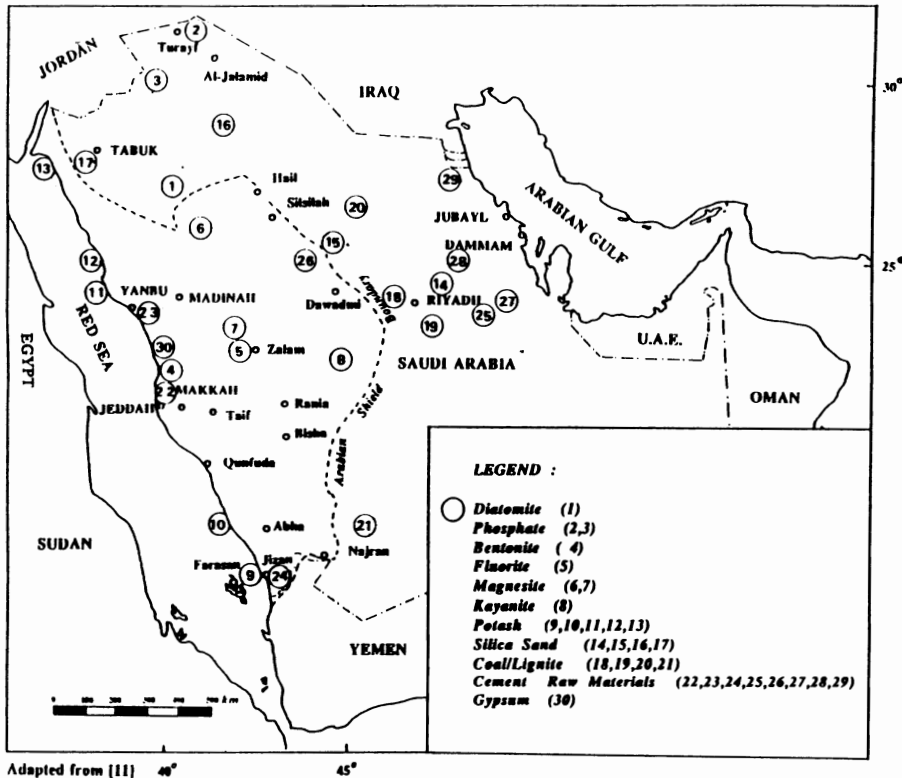 JORDAN
2
Turayf
Al-Jalamid
3
IRAQ
30°
16
TABUK
17
13
1
Hail
29
Silsilah
20
JUBAYL
ARABIAN GULF
6
15
DAMMAM
12
26
28
25°
11
YANBU
MADINAH
Dawadmi
Boundary
18
14
RIYADH
27
23
25
RED SEA
7
19
30
5
Zalam
8
U.A.E.
EGYPT
4
SAUDI ARABIA
22
MAKKAH
JEDDAH
Taif
Rania
Shield
OMAN
Bisha
Arabian
Qunfuda
10
Abha
21
SUDAN
Najran
Farasan
Jizan
9
24
YEMEN
LEGEND :
Diatomite (1)
Phosphate (2,3)
Bentonite ( 4)
Fluorite (5)
Magnesite (6,7)
Kayanite (8)
Potash (9,10,11,12,13)
Silica Sand (14,15,16,17)
Coal/Lignite (18,19,20,21)
Cement Raw Materials (22,23,24,25,26,27,28,29)
Gypsum (30)
km
40°
45°
Adapted from [11]